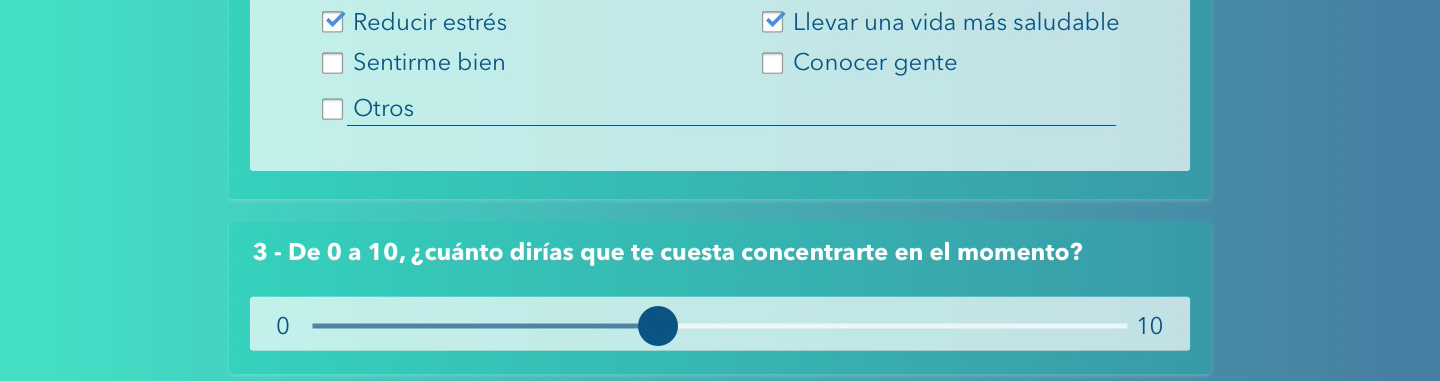 Reducir estrés
Llevar una vida más saludable
Sentirme bien
Conocer gente
Otros
3 - De 0 a 10, ¿cuánto dirías que te cuesta concentrarte en el momento?
0
10